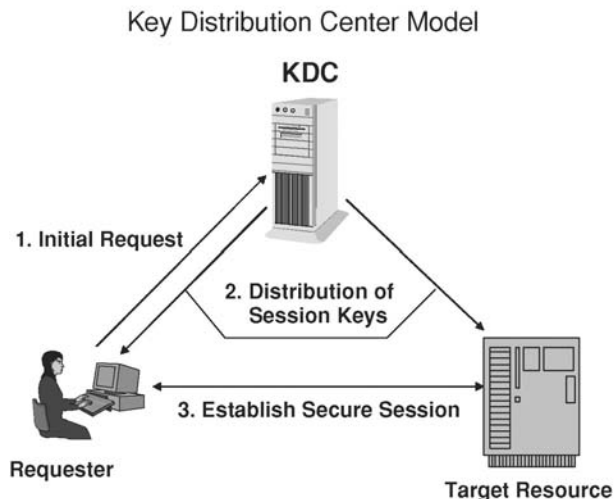 Key Distribution Center Model
KDC
1. Initial Request
2. Distribution of
Session Keys
3. Establish Secure Session
Requester
Target Resource